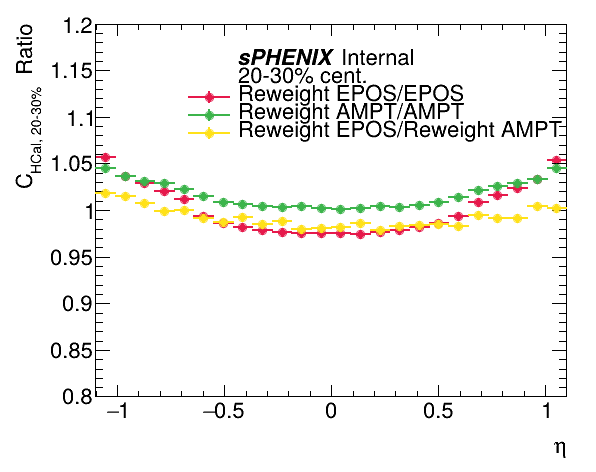 C_HCal, 20-30% Ratio
1.2
1.15
1.1
1.05
1
0.95
0.9
0.85
0.8
sPHENIX Internal
20-30% cent.
Reweight EPOS/EPOS
Reweight AMPT/AMPT
Reweight EPOS/Reweight AMPT
−1
−0.5
0
0.5
1
η